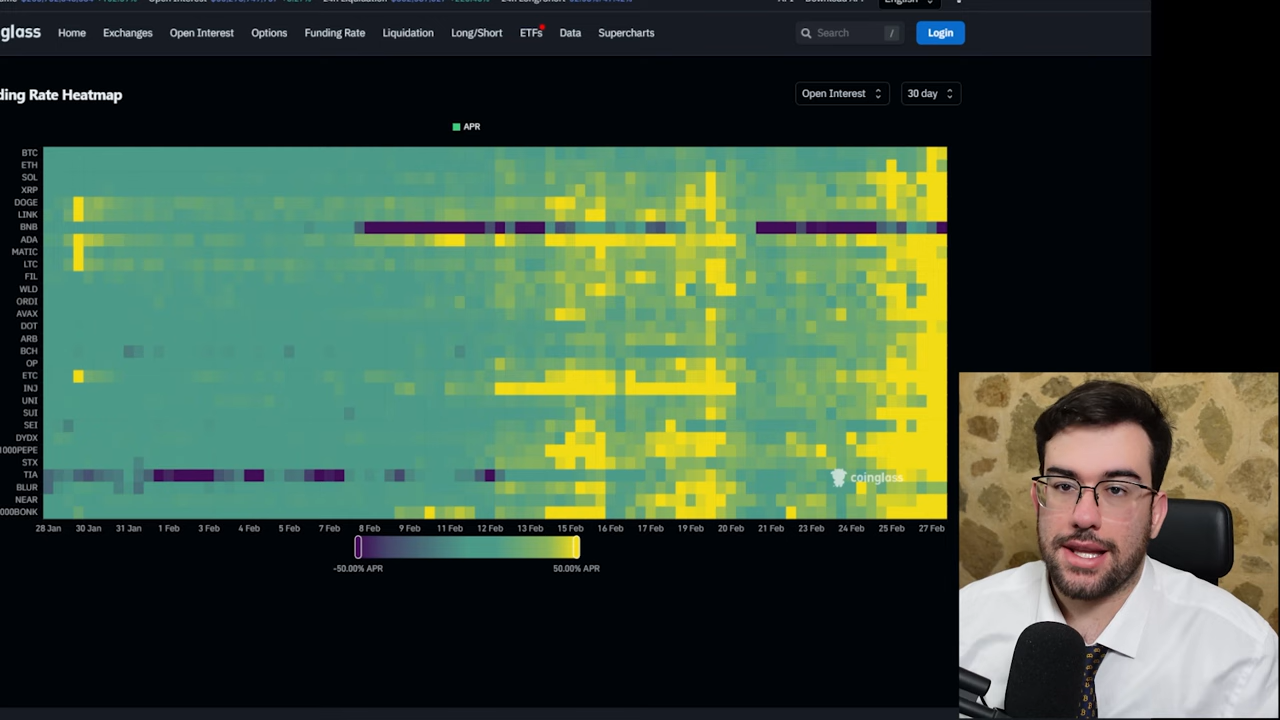 glass Home Exchanges Open Interest Options Funding Rate Liquidation Long/Short ETFs Data Supercharts Search / Login
ding Rate Heatmap
Open Interest 30 day
APR
BTC
ETH
SOL
XRP
DOGE
LINK
BNB
ADA
MATIC
LTC
FIL
WLD
ORDI
AVAX
DOT
ARB
BCH
OP
ETC
INJ
UNI
SUI
SEI
DYDX
1000PEPE
STX
TIA
BLUR
NEAR
000BONK
coinglass
28 Jan 30 Jan 31 Jan 1 Feb 3 Feb 4 Feb 5 Feb 7 Feb 8 Feb 9 Feb 11 Feb 12 Feb 13 Feb 15 Feb 16 Feb 17 Feb 19 Feb 20 Feb 21 Feb 23 Feb 24 Feb 25 Feb 27 Feb
-50.00% APR 50.00% APR